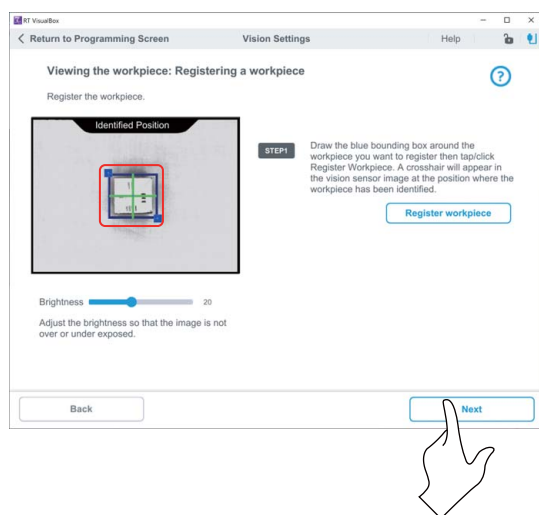 RT VisualBox
Return to Programming Screen Vision Settings Help
Viewing the workpiece: Registering a workpiece
?
Register the workpiece.
Identified Position
STEP1
Draw the blue bounding box around the
workpiece you want to register then tap/click
Register Workpiece. A crosshair will appear
in the vision sensor image at the position where the
workpiece has been identified.
Register workpiece
Brightness 20
Adjust the brightness so that the image is not
over or under exposed.
Back Next